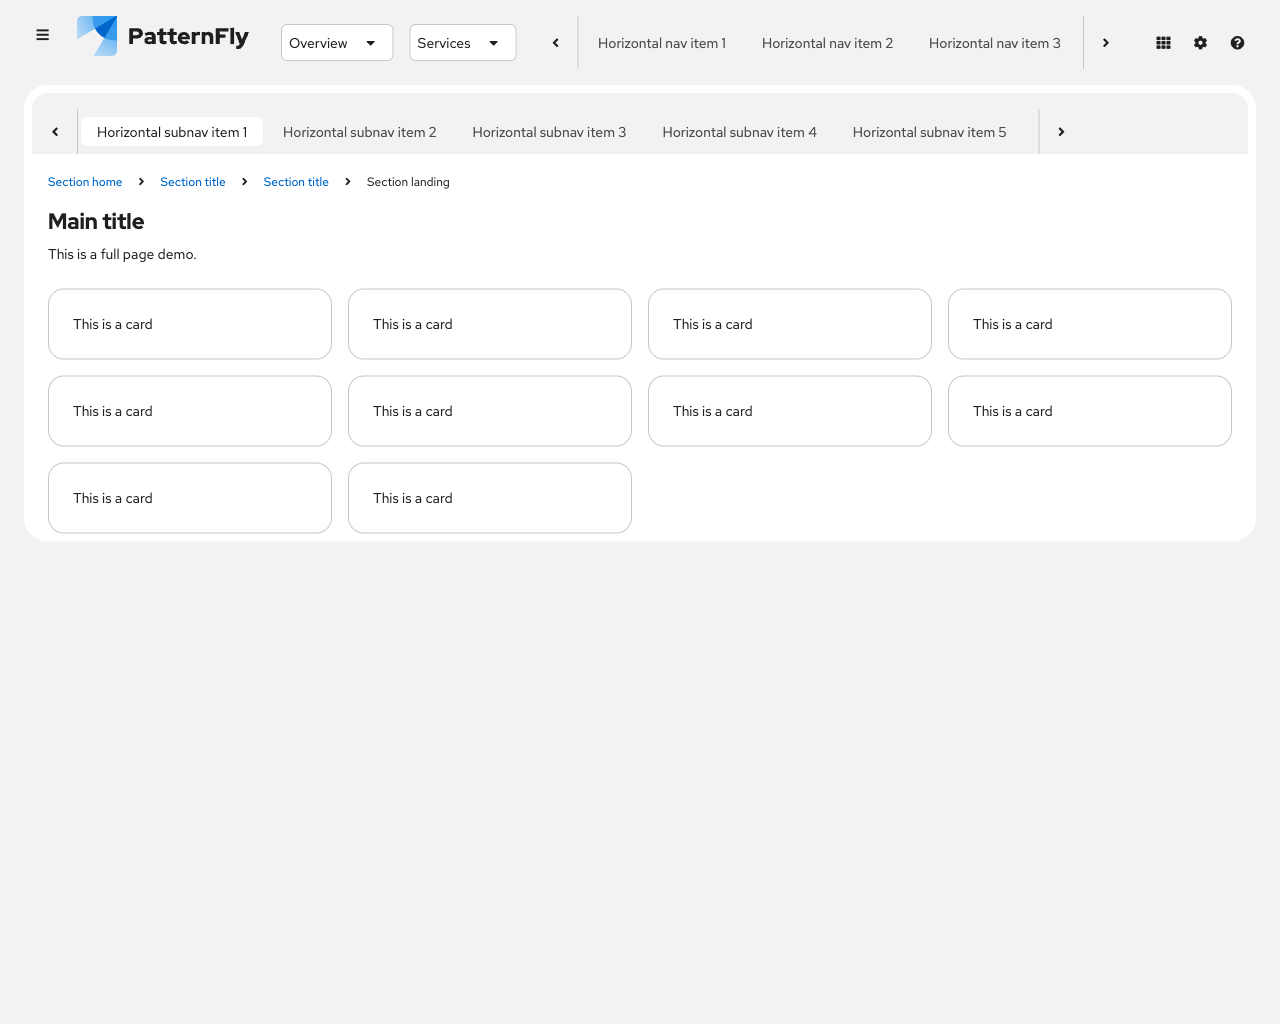 PatternFly Overview Services Horizontal nav item 1 Horizontal nav item 2 Horizontal nav item 3
Horizontal subnav item 1 Horizontal subnav item 2 Horizontal subnav item 3 Horizontal subnav item 4 Horizontal subnav item 5
Section home Section title Section title Section landing
Main title
This is a full page demo.
This is a card This is a card This is a card This is a card
This is a card This is a card This is a card This is a card
This is a card This is a card